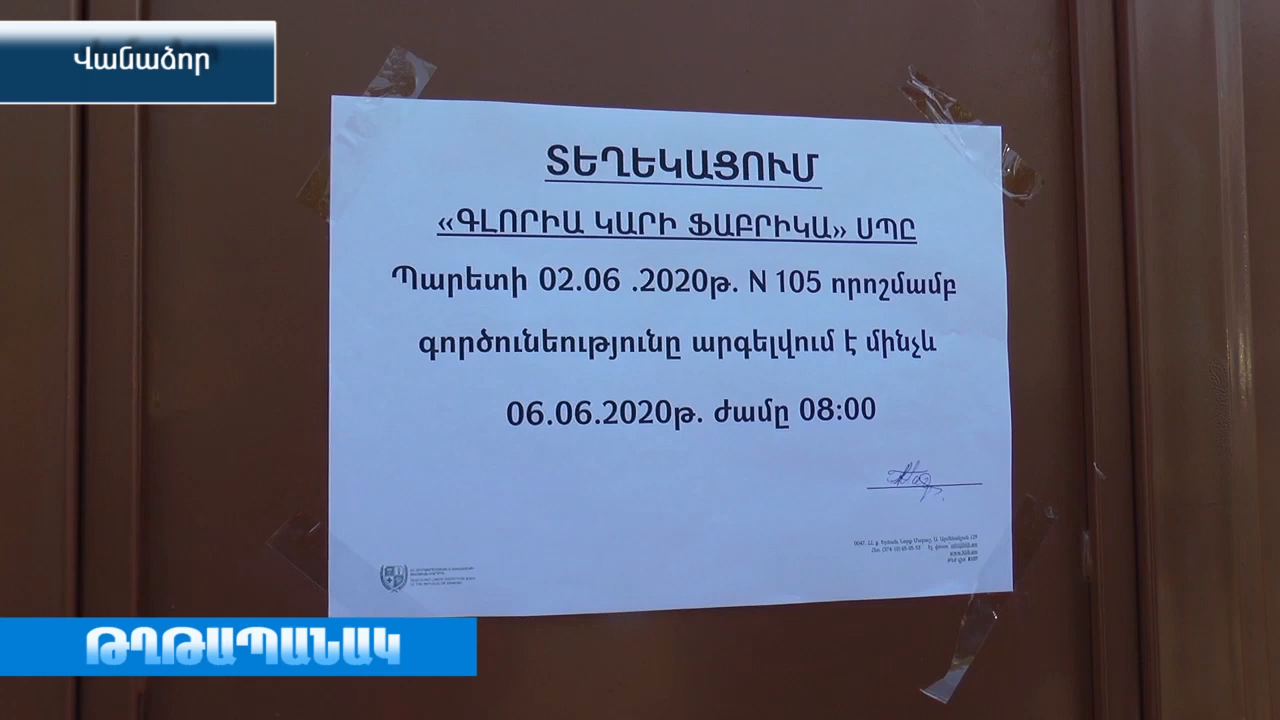 Վանաձոր
ՏԵՂԵԿԱՑՈՒՄ
«ԳԼՈՐԻԱ ԿԱՐԻ ՖԱԲՐԻԿԱ» ՍՊԸ
Պարետի 02.06 .2020թ. N 105 որոշմամբ
գործունեությունը արգելվում է մինչև
06.06.2020թ. ժամը 08:00
ԹՂԹԱՊԱՆԱԿ